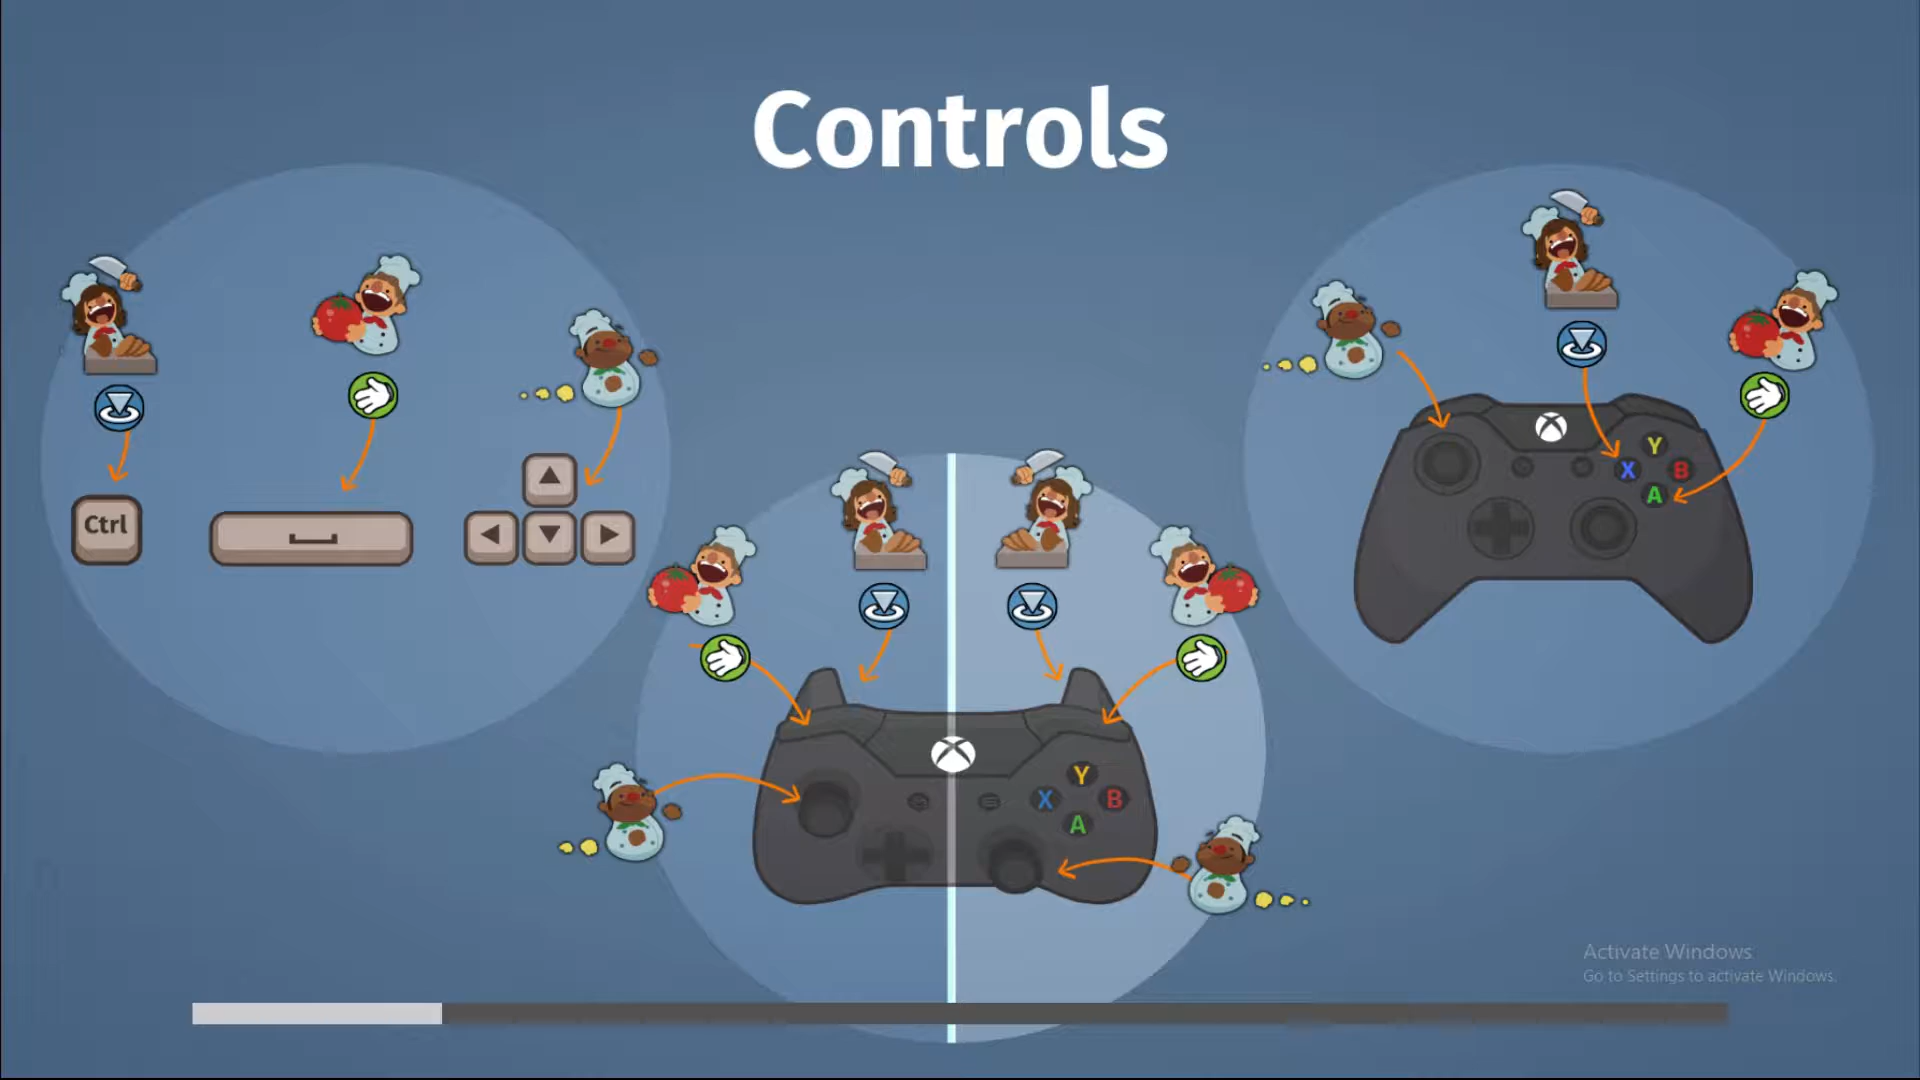 Controls
Ctrl
Y
X
B
A
Y
X
B
A
Activate Windows
Go to Settings to activate Windows.